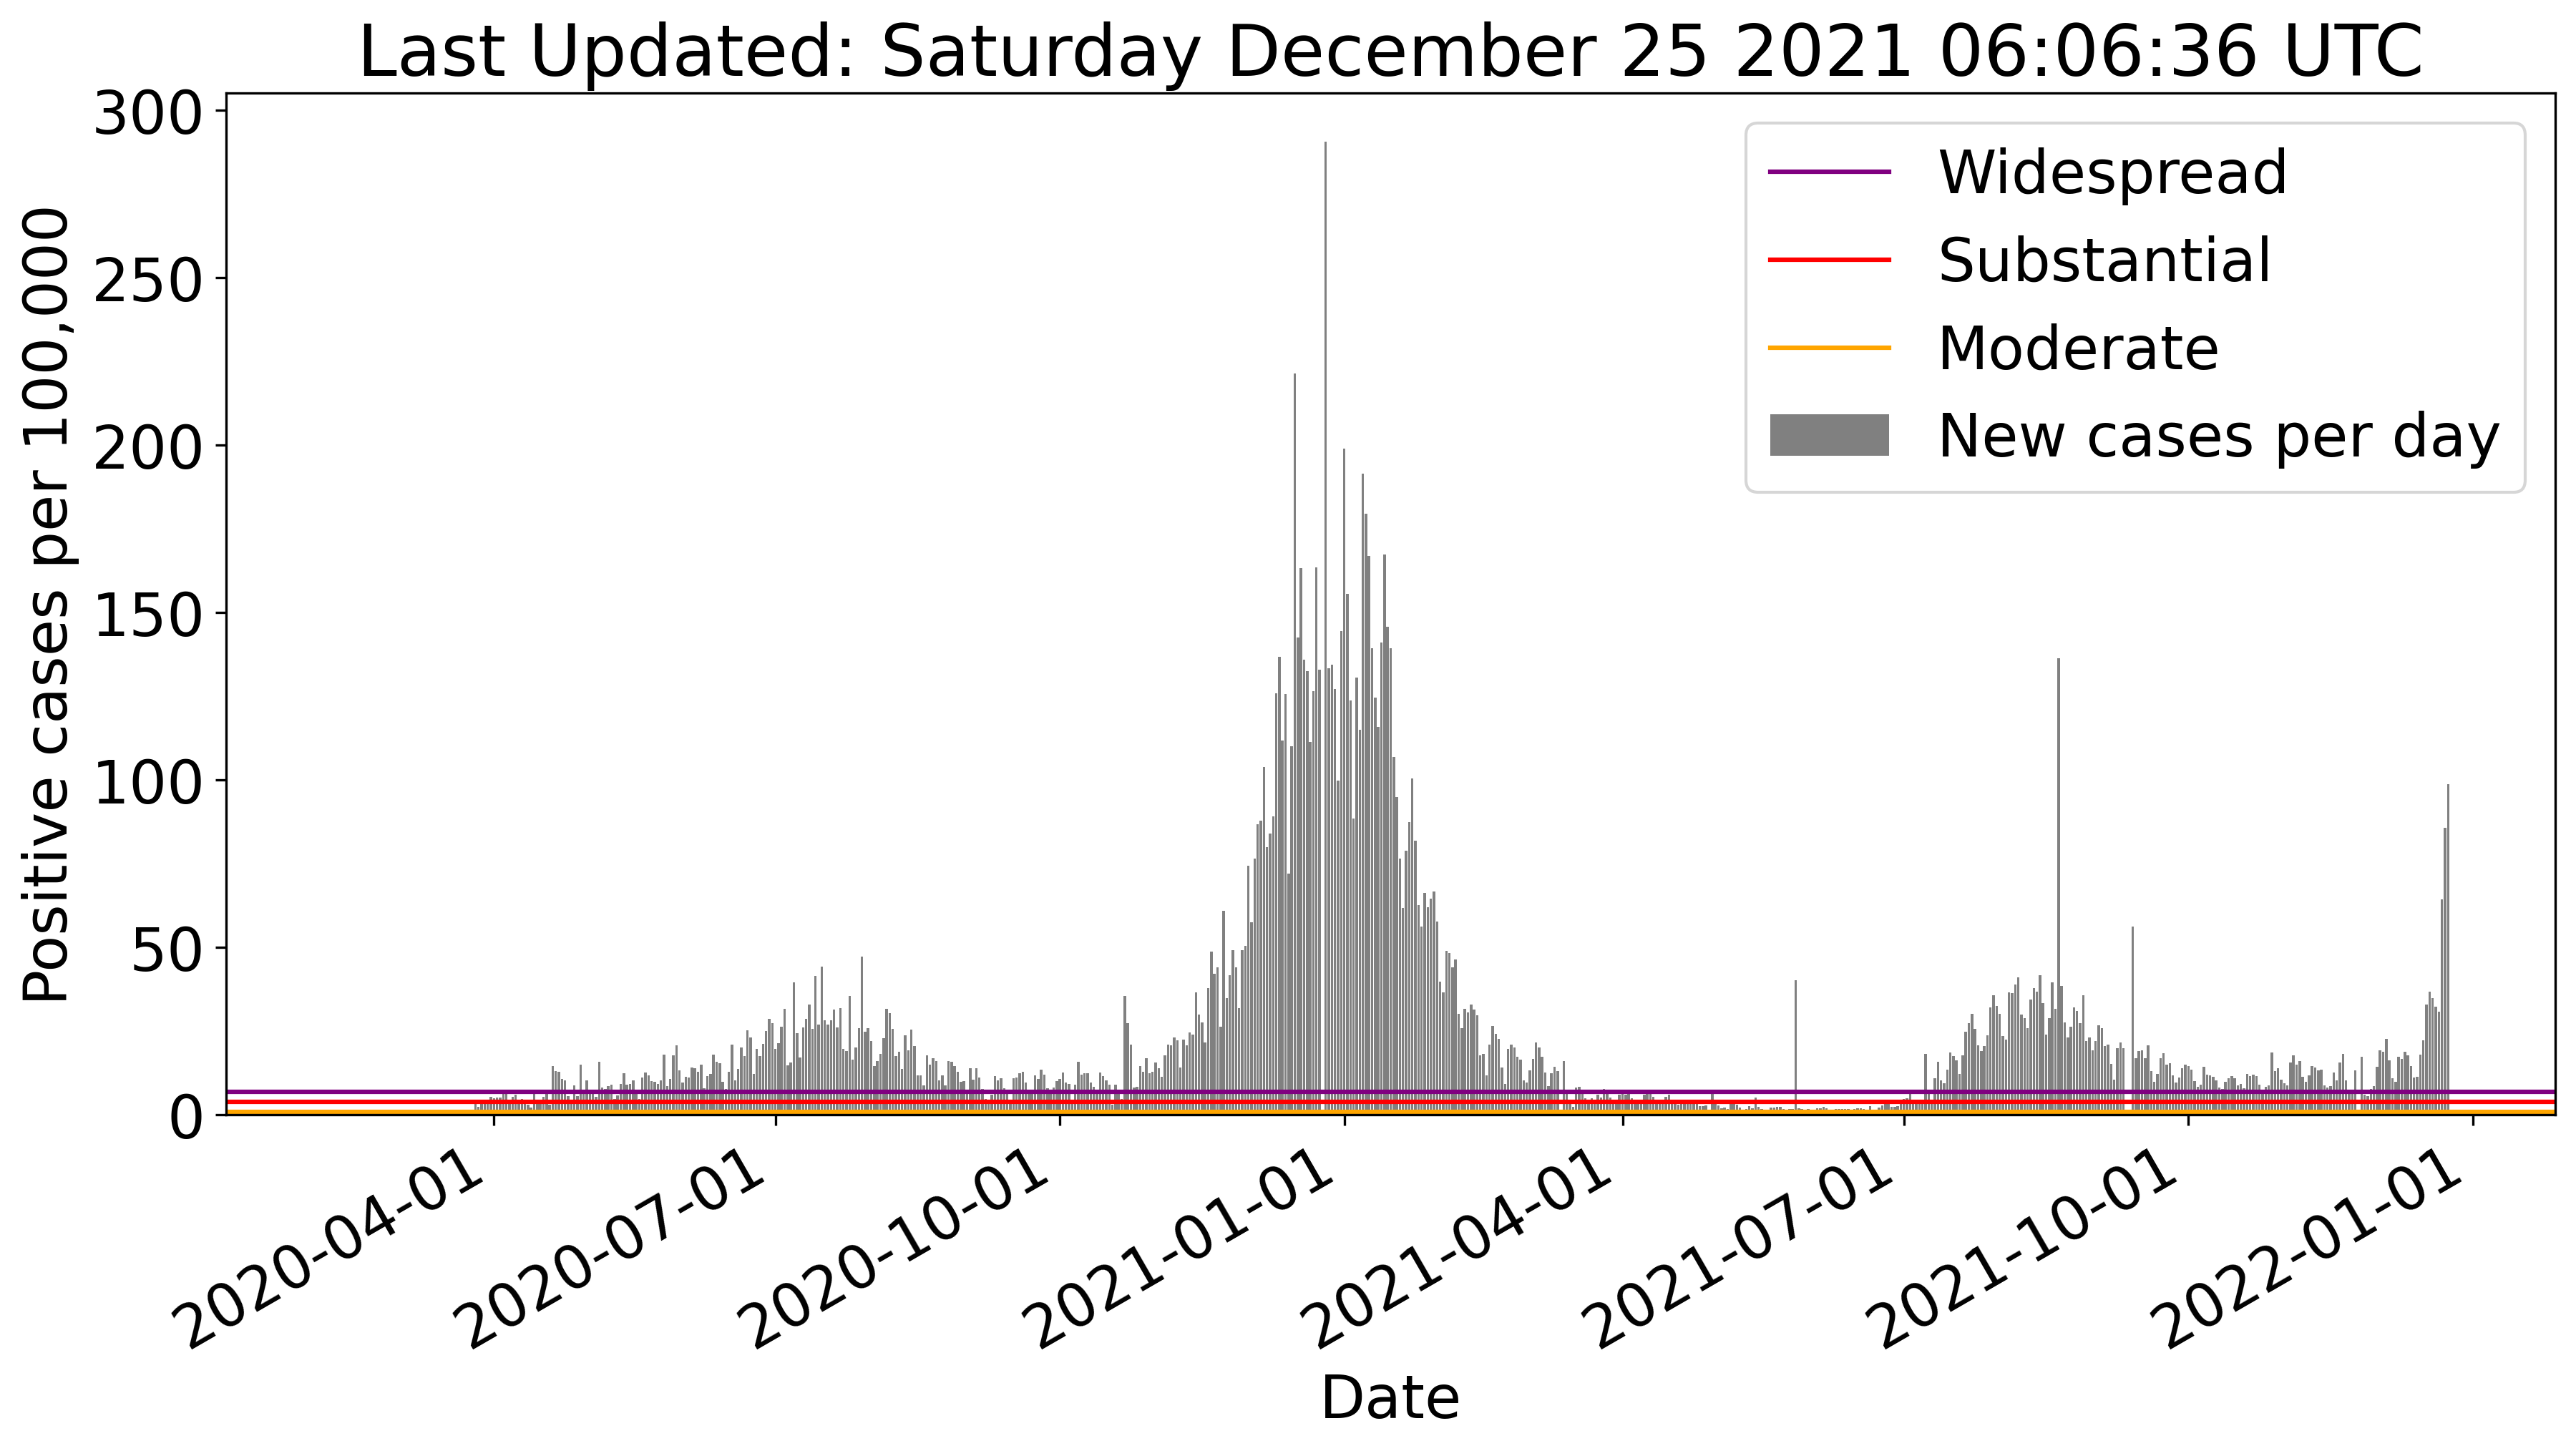 Last Updated: Saturday December 25 2021 06:06:36 UTC
Positive cases per 100,000
300
250
200
150
100
50
0
Widespread
Substantial
Moderate
New cases per day
2020-04-01
2020-07-01
2020-10-01
2021-01-01
2021-04-01
2021-07-01
2021-10-01
2022-01-01
Date